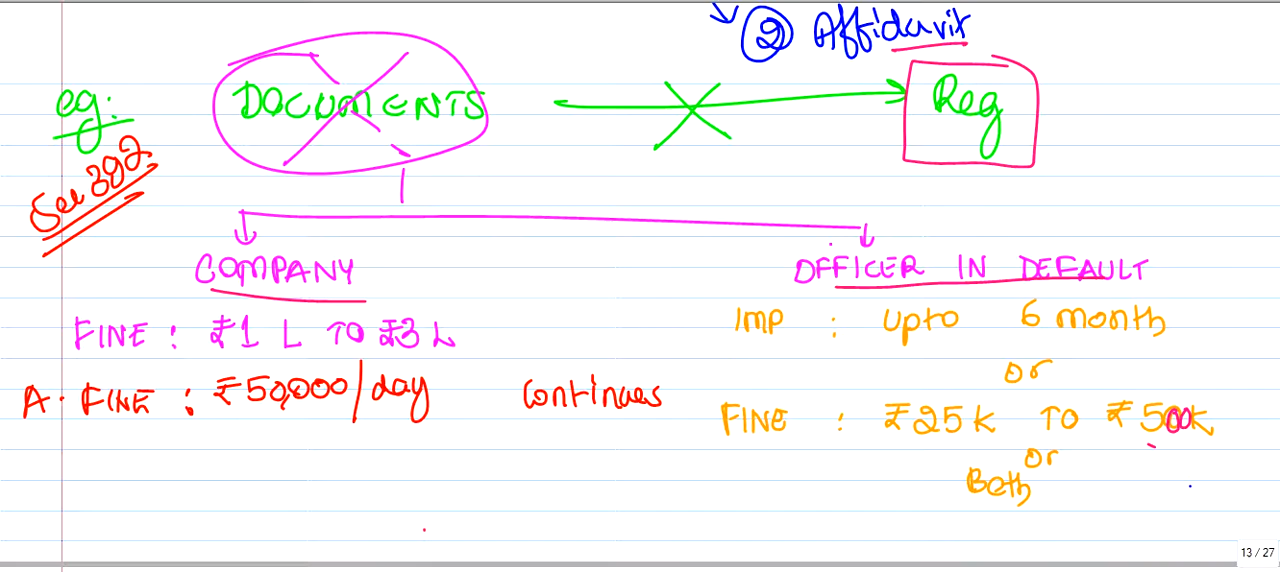 ② Affidavit
eg: DOCUMENTS Reg
Sec 392
COMPANY
OFFICER IN DEFAULT
FINE : ₹1 L TO ₹3 L
A. FINE : ₹50,000/day continues
Imp : upto 6 month
or
FINE : ₹25k TO ₹500k
or
Both
13 / 27